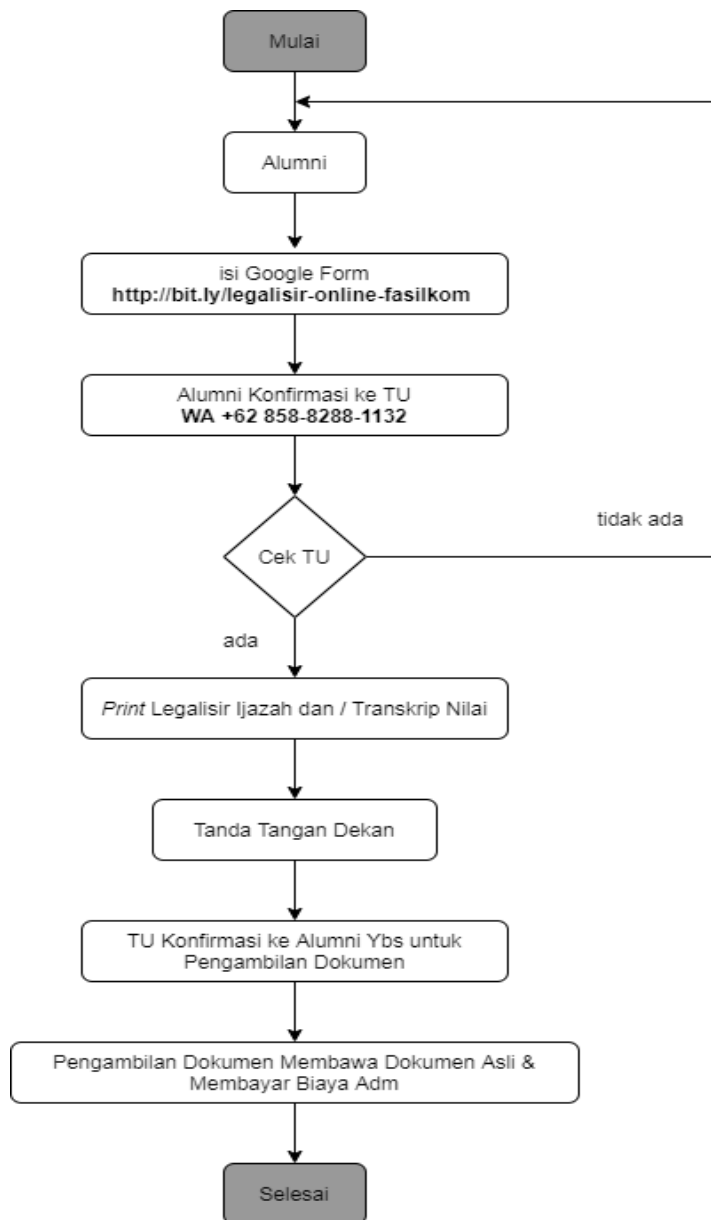 Mulai
Alumni
isi Google Form
http://bit.ly/legalisir-online-fasilkom
Alumni Konfirmasi ke TU
WA +62 858-8288-1132
tidak ada
Cek TU
ada
Print Legalisir Ijazah dan / Transkrip Nilai
Tanda Tangan Dekan
TU Konfirmasi ke Alumni Ybs untuk
Pengambilan Dokumen
Pengambilan Dokumen Membawa Dokumen Asli &
Membayar Biaya Adm
Selesai